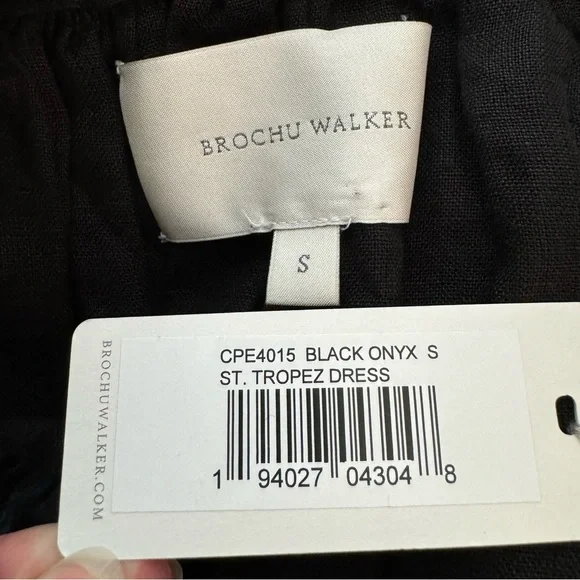 BROCHU WALKER
S
CPE4015 BLACK ONYX S
ST. TROPEZ DRESS
1 94027 04304 8
BROCHUWALKER.COM